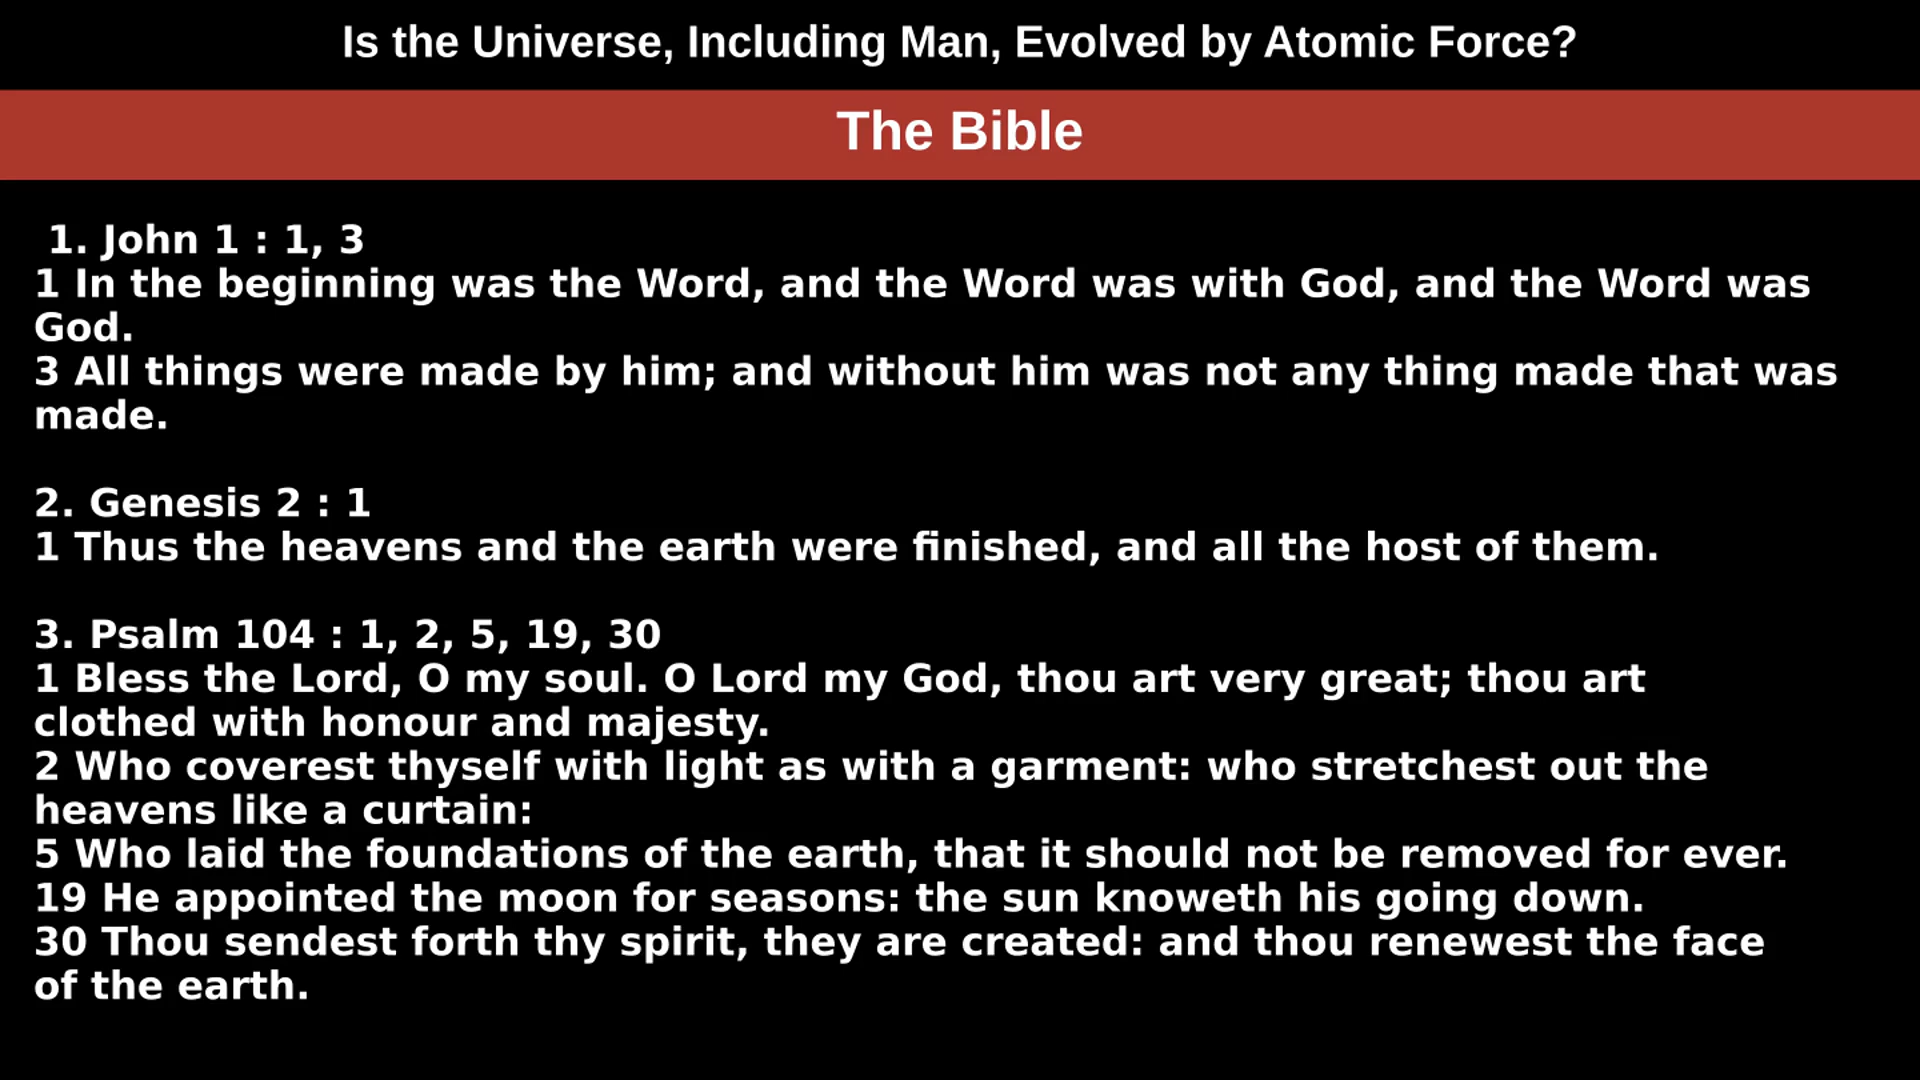 Is the Universe, Including Man, Evolved by Atomic Force?
The Bible
1. John 1 : 1, 3
1 In the beginning was the Word, and the Word was with God, and the Word was
God.
3 All things were made by him; and without him was not any thing made that was
made.
2. Genesis 2 : 1
1 Thus the heavens and the earth were finished, and all the host of them.
3. Psalm 104 : 1, 2, 5, 19, 30
1 Bless the Lord, O my soul. O Lord my God, thou art very great; thou art
clothed with honour and majesty.
2 Who coverest thyself with light as with a garment: who stretchest out the
heavens like a curtain:
5 Who laid the foundations of the earth, that it should not be removed for ever.
19 He appointed the moon for seasons: the sun knoweth his going down.
30 Thou sendest forth thy spirit, they are created: and thou renewest the face
of the earth.